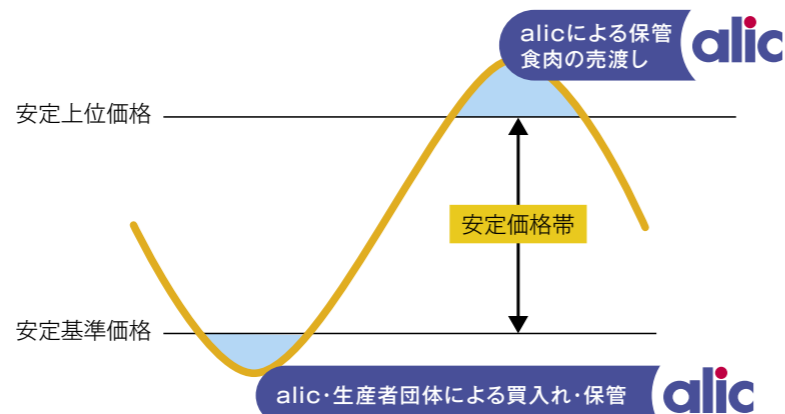 alicによる保管
食肉の売渡し
alic
安定上位価格
安定価格帯
安定基準価格
alic・生産者団体による買入れ・保管
alic